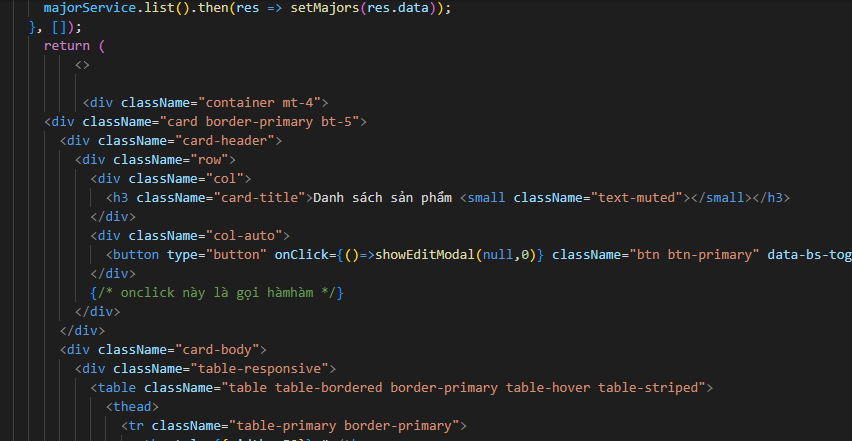 majorService.list().then(res => setMajors(res.data));
}, []);
return (
<>
<div className="container mt-4">
<div className="card border-primary bt-5">
<div className="card-header">
<div className="row">
<div className="col">
<h3 className="card-title">Danh sách sản phẩm <small className="text-muted"></small></h3>
</div>
<div className="col-auto">
<button type="button" onClick={()=>showEditModal(null,0)} className="btn btn-primary" data-bs-tog
</div>
{/* onclick này là gọi hàmhàm */}
</div>
</div>
<div className="card-body">
<div className="table-responsive">
<table className="table table-bordered border-primary table-hover table-striped">
<thead>
<tr className="table-primary border-primary">